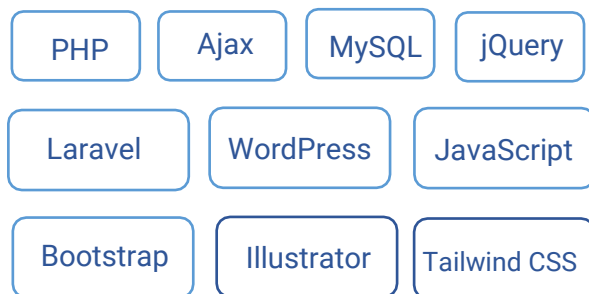 PHP Ajax MySQL jQuery
Laravel WordPress JavaScript
Bootstrap Illustrator Tailwind CSS